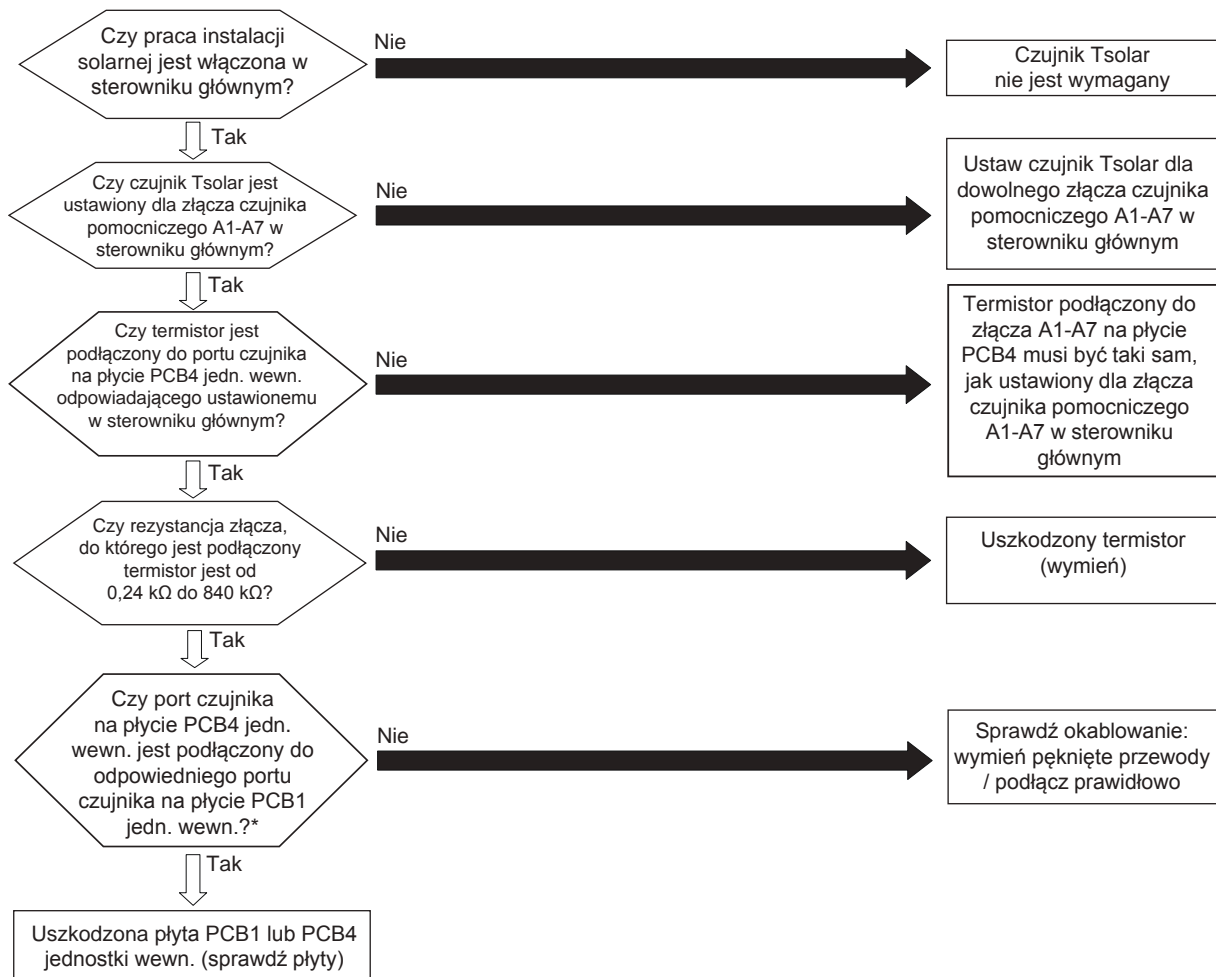 Czy praca instalacji
solarnej jest włączona w
sterowniku głównym?
Nie
Czujnik Tsolar
nie jest wymagany
Tak
Czy czujnik Tsolar jest
ustawiony dla złącza czujnika
pomocniczego A1-A7 w
sterowniku głównym?
Nie
Ustaw czujnik Tsolar dla
dowolnego złącza czujnika
pomocniczego A1-A7 w
sterowniku głównym
Tak
Czy termistor jest
podłączony do portu czujnika
na płycie PCB4 jedn. wewn.
odpowiadającego ustawionemu
w sterowniku głównym?
Nie
Termistor podłączony do
złącza A1-A7 na płycie
PCB4 musi być taki sam,
jak ustawiony dla złącza
czujnika pomocniczego
A1-A7 w sterowniku
głównym
Tak
Czy rezystancja złącza,
do którego jest podłączony
termistor jest od
0,24 kΩ do 840 kΩ?
Nie
Uszkodzony termistor
(wymień)
Tak
Czy port czujnika
na płycie PCB4 jedn.
wewn. jest podłączony do
odpowiedniego portu
czujnika na płycie PCB1
jedn. wewn.?*
Nie
Sprawdź okablowanie:
wymień pęknięte przewody
/ podłącz prawidłowo
Tak
Uszkodzona płyta PCB1 lub PCB4
jednostki wewn. (sprawdź płyty)